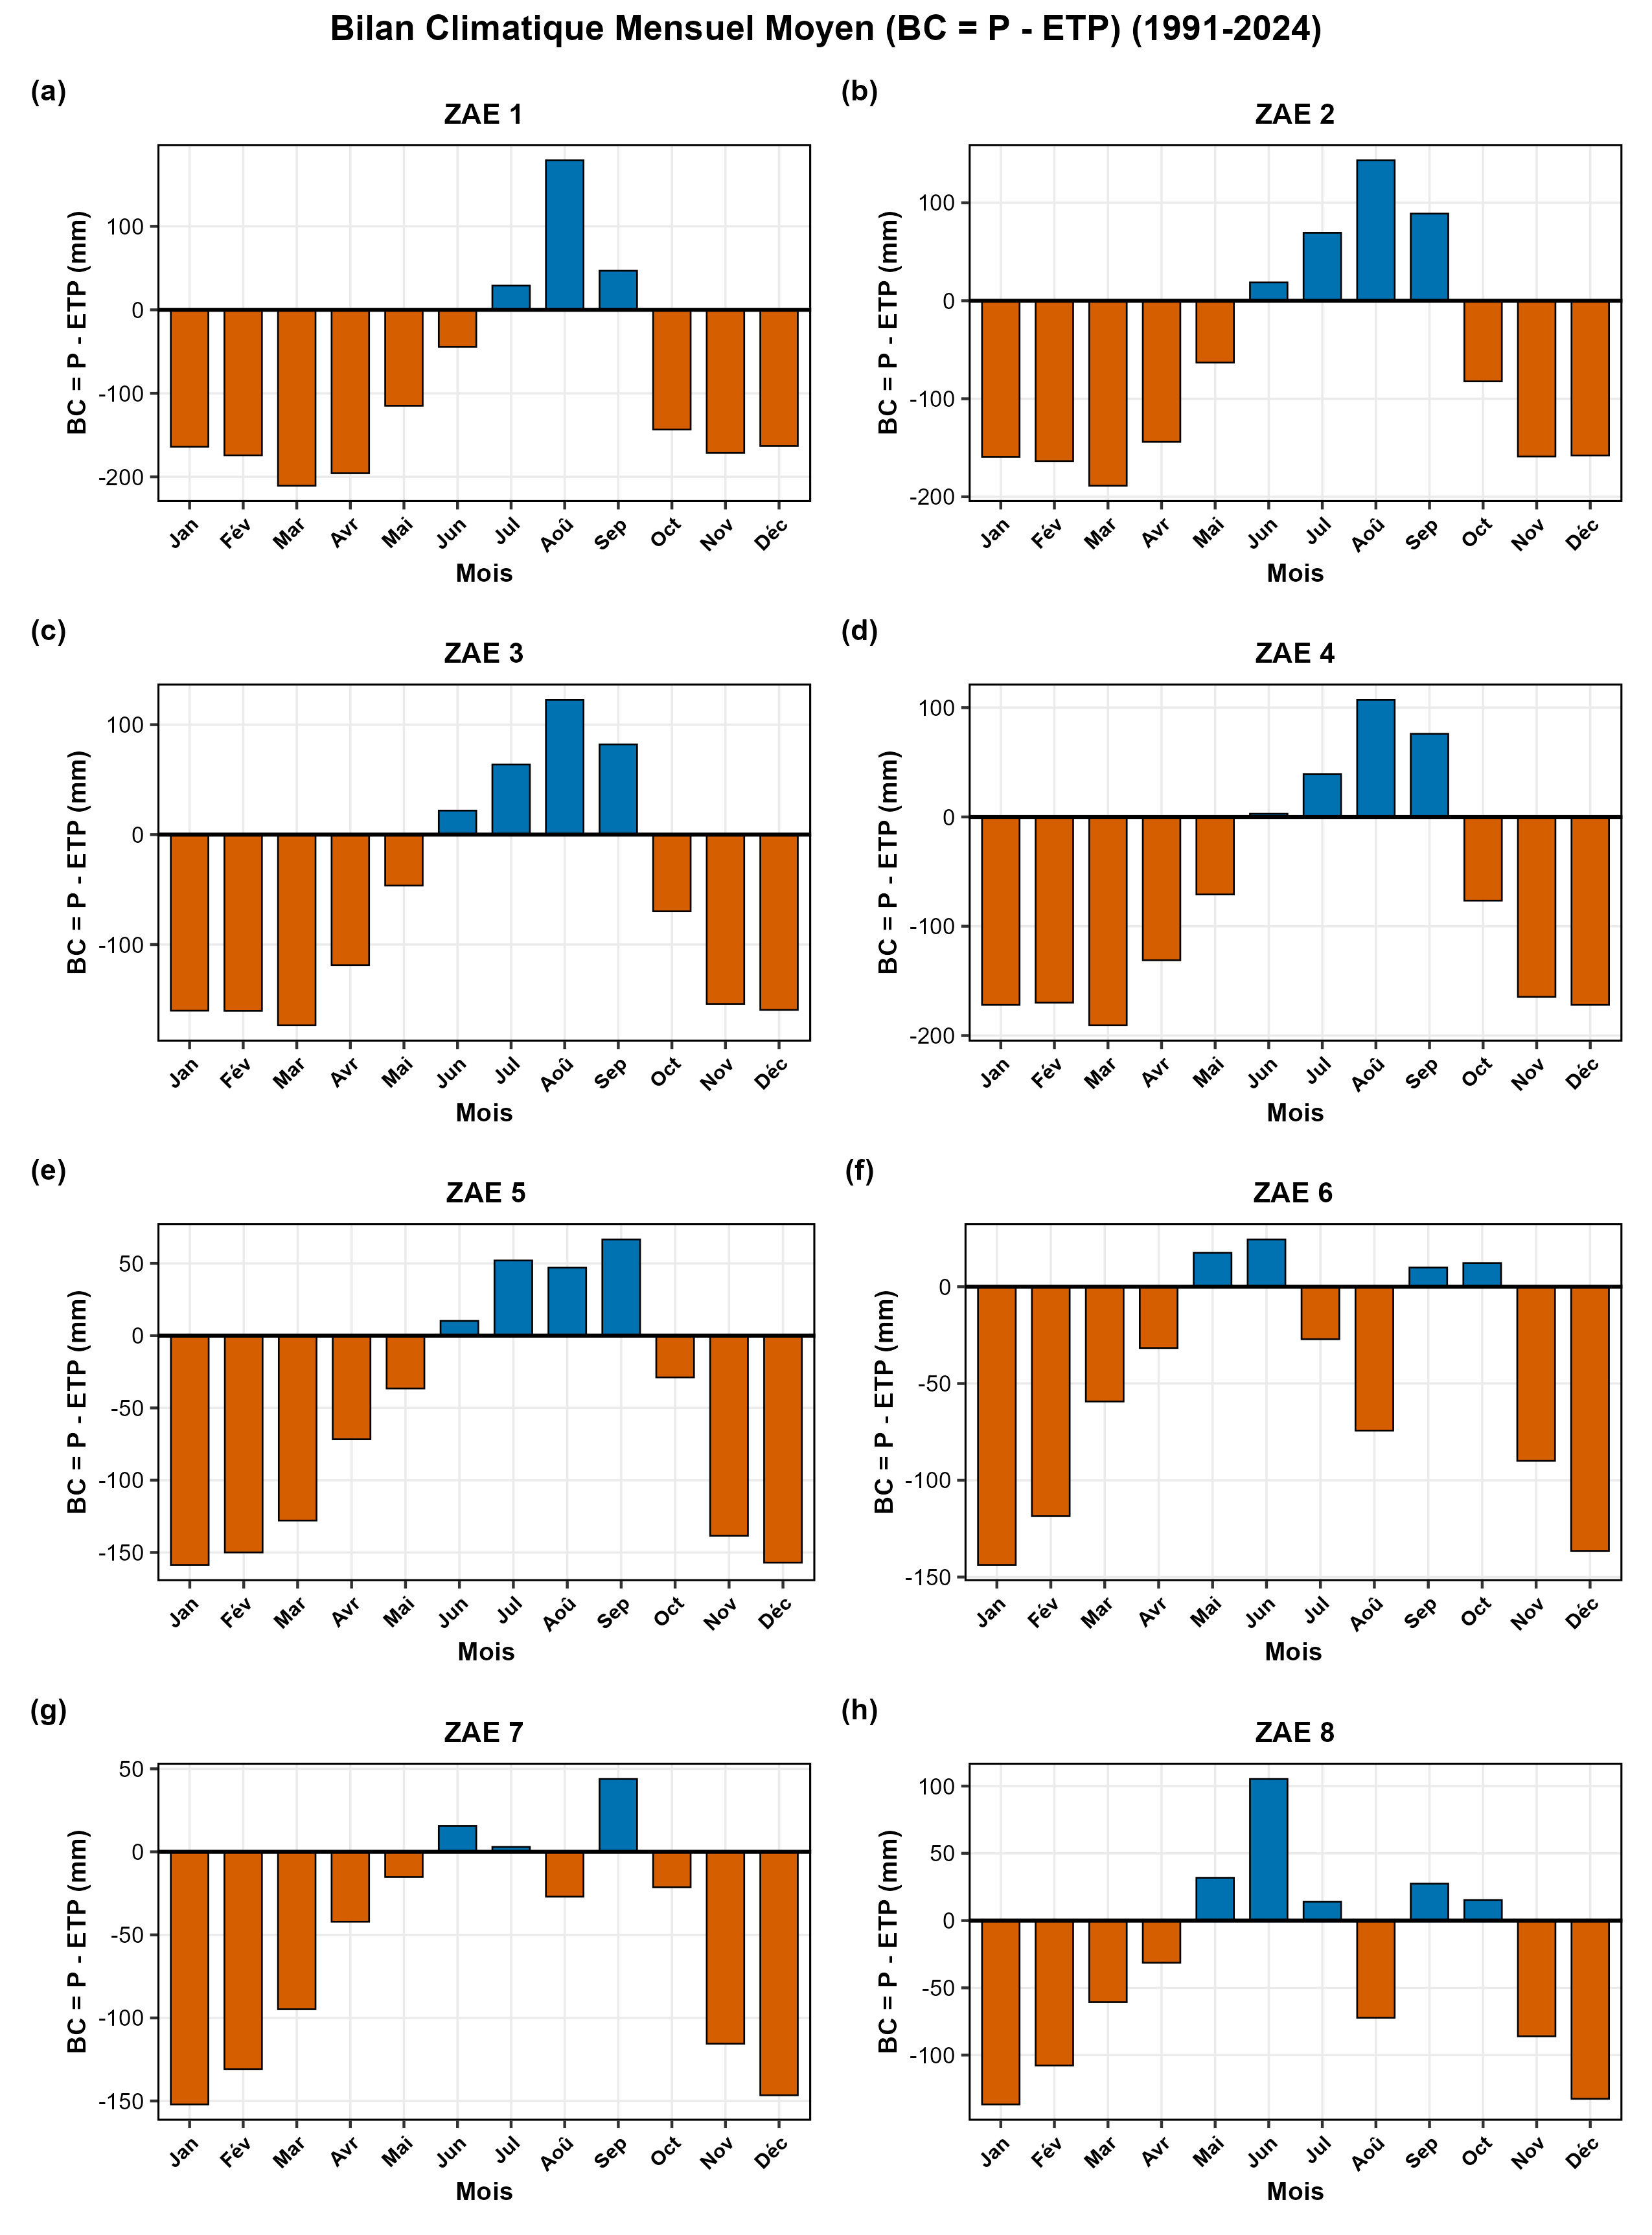 Bilan Climatique Mensuel Moyen (BC = P - ETP) (1991-2024)
(a)
ZAE 1
BC = P - ETP (mm)
100
0
-100
-200
Jan Fév Mar Avr Mai Jun Jul Aoû Sep Oct Nov Déc
Mois
(b)
ZAE 2
BC = P - ETP (mm)
100
0
-100
-200
Jan Fév Mar Avr Mai Jun Jul Aoû Sep Oct Nov Déc
Mois
(c)
ZAE 3
BC = P - ETP (mm)
100
0
-100
Jan Fév Mar Avr Mai Jun Jul Aoû Sep Oct Nov Déc
Mois
(d)
ZAE 4
BC = P - ETP (mm)
100
0
-100
-200
Jan Fév Mar Avr Mai Jun Jul Aoû Sep Oct Nov Déc
Mois
(e)
ZAE 5
BC = P - ETP (mm)
50
0
-50
-100
-150
Jan Fév Mar Avr Mai Jun Jul Aoû Sep Oct Nov Déc
Mois
(f)
ZAE 6
BC = P - ETP (mm)
0
-50
-100
-150
Jan Fév Mar Avr Mai Jun Jul Aoû Sep Oct Nov Déc
Mois
(g)
ZAE 7
BC = P - ETP (mm)
50
0
-50
-100
-150
Jan Fév Mar Avr Mai Jun Jul Aoû Sep Oct Nov Déc
Mois
(h)
ZAE 8
BC = P - ETP (mm)
100
50
0
-50
-100
Jan Fév Mar Avr Mai Jun Jul Aoû Sep Oct Nov Déc
Mois